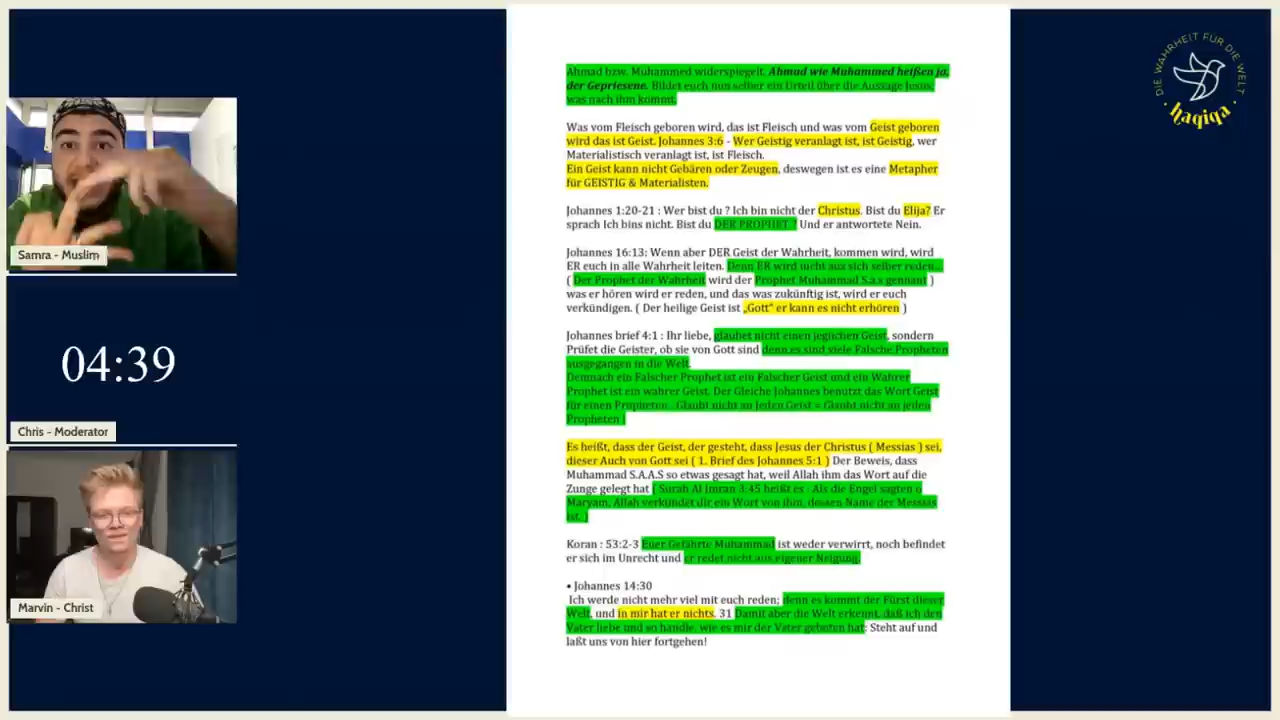 Ahmad bzw. Muhammed widerspiegelt. Ahmad wie Muhammed heißen ja,
der Gepriesene. Bildet euch nun selber ein Urteil über die Aussage Jesus,
was nach ihm kommt.
Was vom Fleisch geboren wird, das ist Fleisch und was vom Geist geboren
wird das ist Geist. Johannes 3:6 - Wer Geistig veranlagt ist, ist Geistig, wer
Materialistisch veranlagt ist, ist Fleisch.
Ein Geist kann nicht Gebären oder Zeugen, deswegen ist es eine Metapher
für GEISTIG & Materialisten.
Johannes 1:20-21 : Wer bist du ? Ich bin nicht der Christus. Bist du Elija? Er
sprach Ich bins nicht. Bist du DER PROPHET ? Und er antwortete Nein.
Johannes 16:13: Wenn aber DER Geist der Wahrheit, kommen wird, wird
ER euch in alle Wahrheit leiten. Denn ER wird nicht aus sich selber reden...
( Der Prophet der Wahrheit wird der Prophet Muhammad S.a.s genannt )
was er hören wird er reden, und das was zukünftig ist, wird er euch
verkündigen. ( Der heilige Geist ist „Gott“ er kann es nicht erhören )
Johannes brief 4:1 : Ihr liebe, glaubet nicht einen jeglichen Geist, sondern
Prüfet die Geister, ob sie von Gott sind denn es sind viele Falsche Propheten
ausgegangen in die Welt.
Demnach ein Falscher Prophet ist ein Falscher Geist und ein Wahrer
Prophet ist ein wahrer Geist. Der Gleiche Johannes benutzt das Wort Geist
für einen Propheten. Glaubt nicht an Jeden Geist = Glaubt nicht an jeden
Propheten !
Es heißt, dass der Geist, der gesteht, dass Jesus der Christus ( Messias ) sei,
dieser Auch von Gott sei ( 1. Brief des Johannes 5:1 ) Der Beweis, dass
Muhammad S.A.A.S so etwas gesagt hat, weil Allah ihm das Wort auf die
Zunge gelegt hat ( Surah Al Imran 3:45 heißt es : Als die Engel sagten o
Maryam, Allah verkündet dir ein Wort von ihm, dessen Name der Messias
ist. )
Koran : 53:2-3 Euer Gefährte Muhammad ist weder verwirrt, noch befindet
er sich im Unrecht und er redet nicht aus eigener Neigung.
• Johannes 14:30
Ich werde nicht mehr viel mit euch reden; denn es kommt der Fürst dieser
Welt, und in mir hat er nichts. 31 Damit aber die Welt erkennt, daß ich den
Vater liebe und so handle, wie es mir der Vater geboten hat: Steht auf und
laßt uns von hier fortgehen!
Samra - Muslim
04:39
Chris - Moderator
Marvin - Christ
DIE WAHRHEIT FÜR DIE WELT
haqiqa